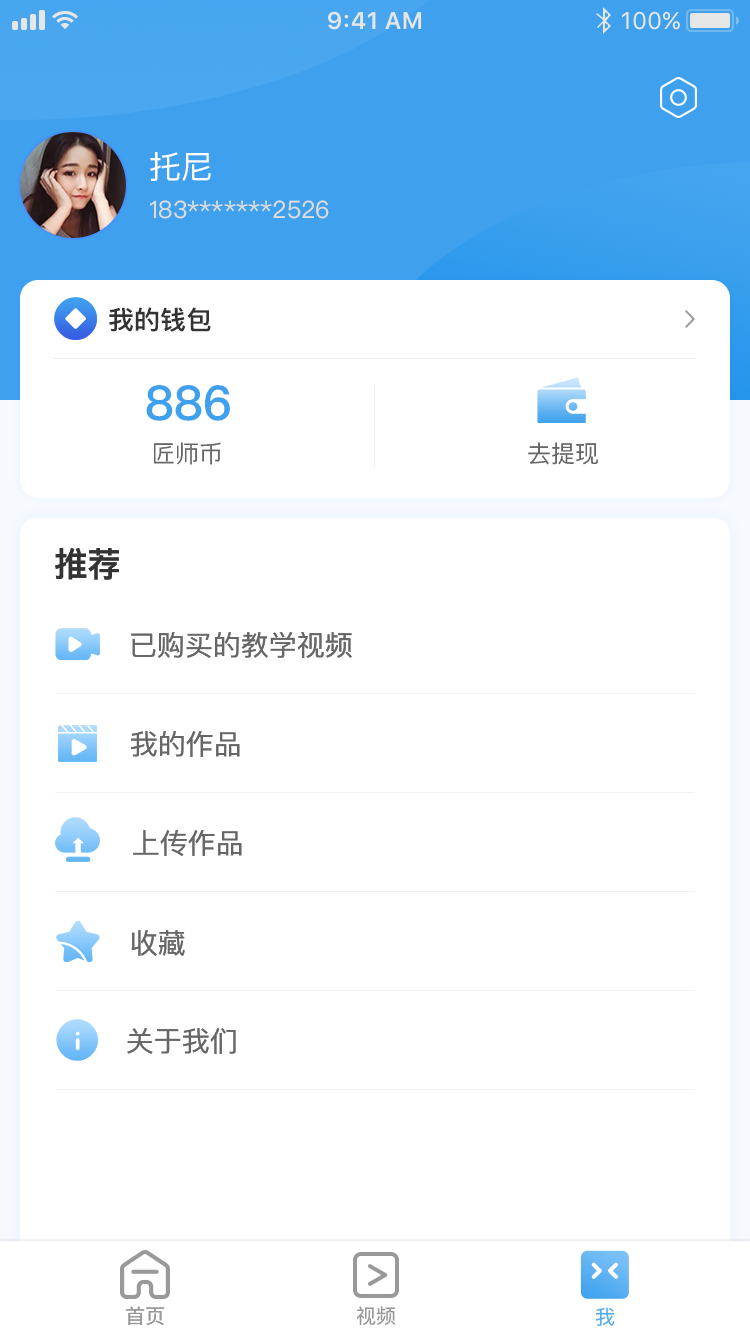 9:41 AM 100%
托尼
183*******2526
我的钱包
886
匠师币
去提现
推荐
已购买的教学视频
我的作品
上传作品
收藏
关于我们
首页 视频 我